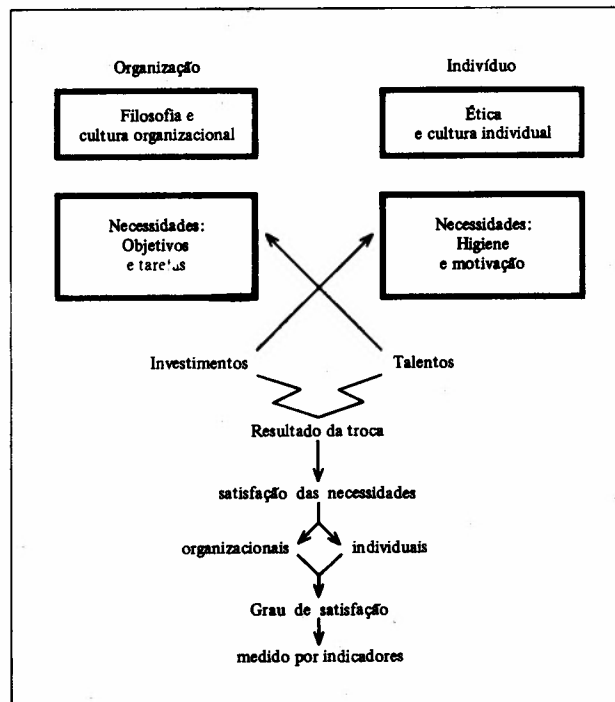 Organização
Indivíduo
Filosofia e
cultura organizacional
Ética
e cultura individual
Necessidades:
Objetivos
e tarefas
Necessidades:
Higiene
e motivação
Investimentos
Talentos
Resultado da troca
satisfação das necessidades
organizacionais
individuais
Grau de satisfação
medido por indicadores